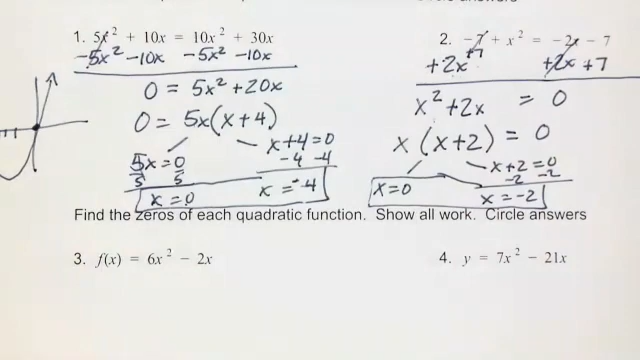 1. 5x² + 10x = 10x² + 30x
-5x² -10x -5x² -10x
0 = 5x² + 20x
0 = 5x(x+4)
5x = 0 x+4=0
5 5 -4 -4
x = 0 x = -4
2. -7 + x² = -2x - 7
+2x +7 +2x +7
x² + 2x = 0
x (x+2) = 0
x+2=0
-2 -2
x=0 x = -2
Find the zeros of each quadratic function. Show all work. Circle answers
3. f(x) = 6x² - 2x
4. y = 7x² - 21x